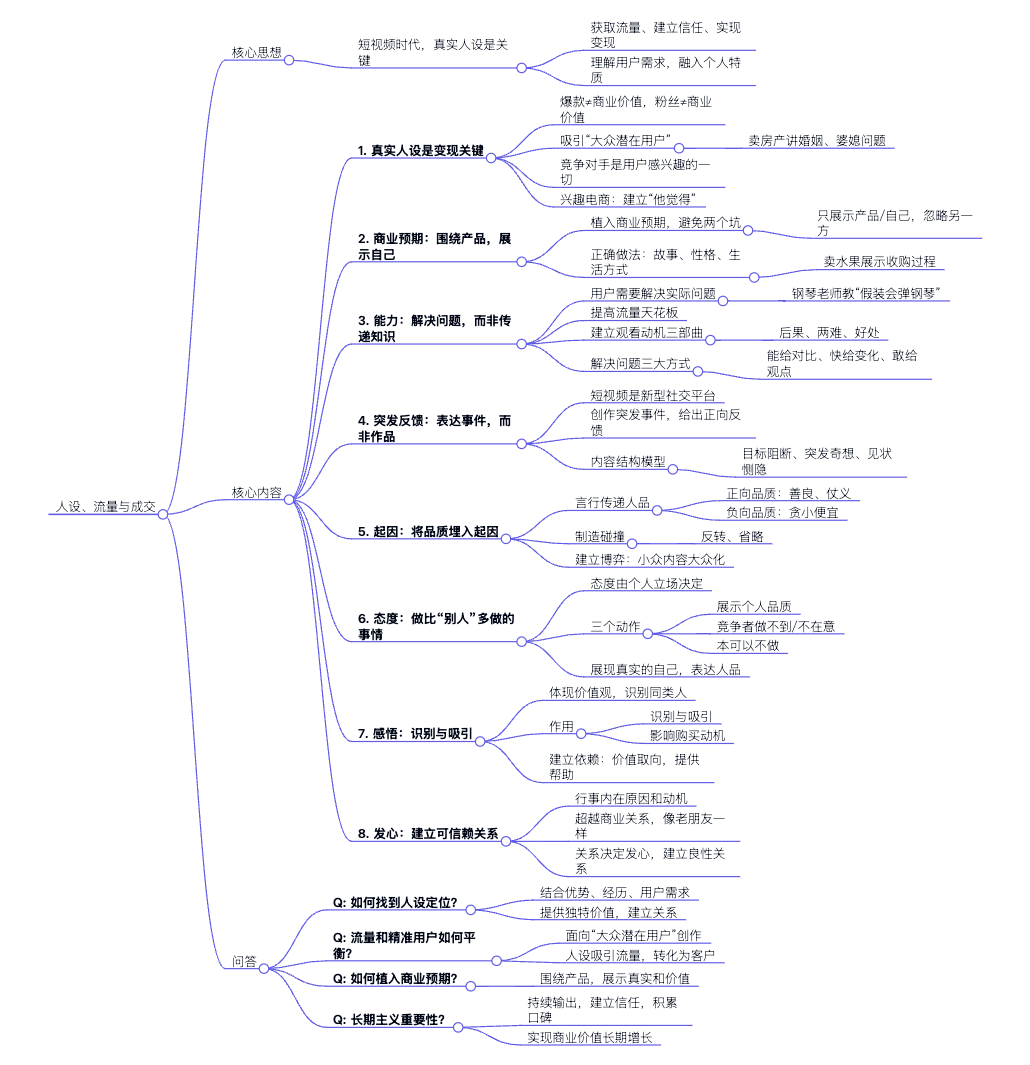 人设、流量与成交
核心思想
短视频时代，真实人设是关
键
获取流量、建立信任、实现
变现
理解用户需求，融入个人特
质
核心内容
1. 真实人设是变现关键
爆款≠商业价值，粉丝≠商业
价值
吸引“大众潜在用户”
卖房产讲婚姻、婆媳问题
竞争对手是用户感兴趣的一
切
兴趣电商：建立“他觉得”
2. 商业预期：围绕产品，展
示自己
植入商业预期，避免两个坑
只展示产品/自己，忽略另一
方
正确做法：故事、性格、生
活方式
卖水果展示收购过程
3. 能力：解决问题，而非传
递知识
用户需要解决实际问题
钢琴老师教“假装会弹钢琴”
提高流量天花板
建立观看动机三部曲
后果、两难、好处
解决问题三大方式
能给对比、快给变化、敢给
观点
4. 突发反馈：表达事件，而
非作品
短视频是新型社交平台
创作突发事件，给出正向反
馈
内容结构模型
目标阻断、突发奇想、见状
恻隐
5. 起因：将品质埋入起因
言行传递人品
正向品质：善良、仗义
负向品质：贪小便宜
制造碰撞
反转、省略
建立博弈：小众内容大众化
6. 态度：做比“别人”多做的
事情
态度由个人立场决定
三个动作
展示个人品质
竞争者做不到/不在意
本可以不做
展现真实的自己，表达人品
7. 感悟：识别与吸引
体现价值观，识别同类人
作用
识别与吸引
影响购买动机
建立依赖：价值取向，提供
帮助
8. 发心：建立可信赖关系
行事内在原因和动机
超越商业关系，像老朋友一
样
关系决定发心，建立良性关
系
问答
Q: 如何找到人设定位？
结合优势、经历、用户需求
提供独特价值，建立关系
Q: 流量和精准用户如何平
衡？
面向“大众潜在用户”创作
人设吸引流量，转化为客户
Q: 如何植入商业预期？
围绕产品，展示真实和价值
Q: 长期主义重要性？
持续输出，建立信任，积累
口碑
实现商业价值长期增长